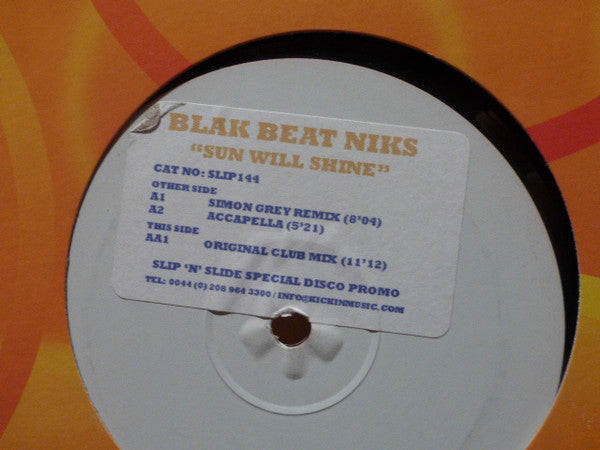 BLAK BEAT NIKS
"SUN WILL SHINE"
CAT NO: SLIP144
OTHER SIDE
A1 SIMON GREY REMIX (8'04)
A2 ACCAPELLA (5'21)
THIS SIDE
AA1 ORIGINAL CLUB MIX (11'12)
SLIP 'N' SLIDE SPECIAL DISCO PROMO
TEL: 0044 (0) 208 964 3300 / INFO@KICKINMUSIC.COM